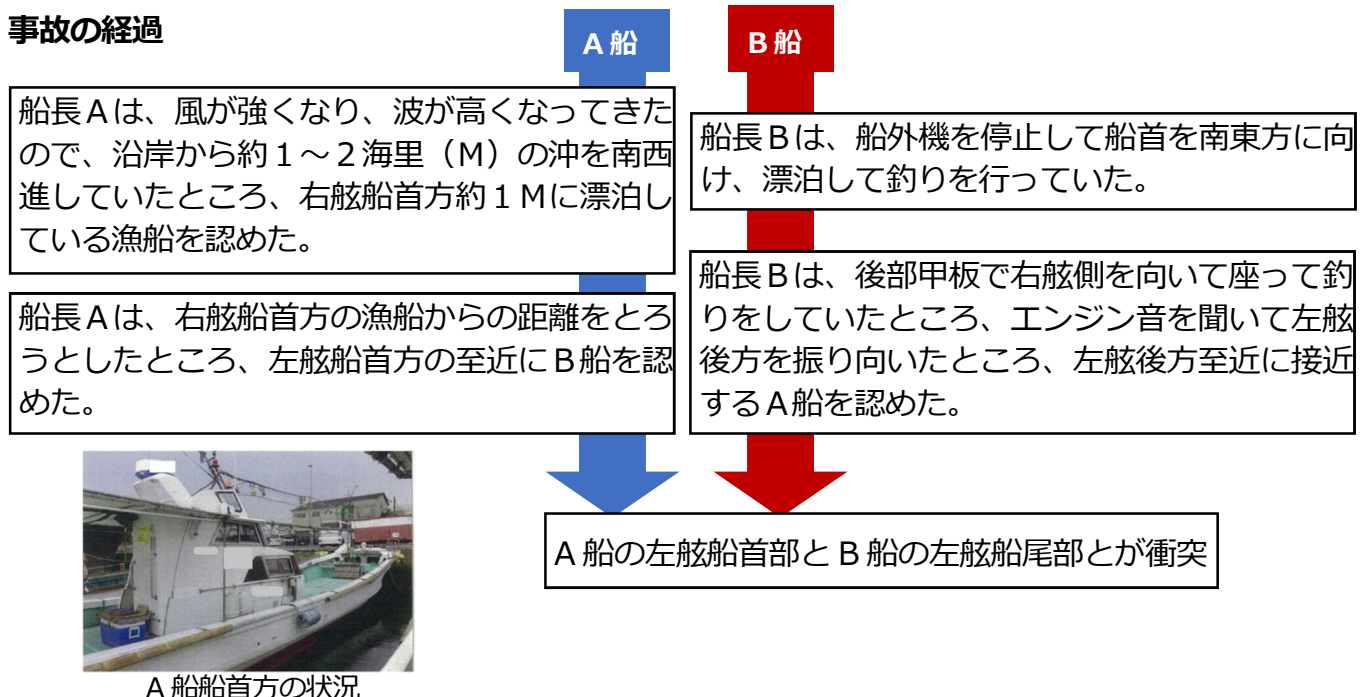 事故の経過
A船
B船
船長Aは、風が強くなり、波が高くなってきた
ので、沿岸から約1～2海里（M）の沖を南西
進していたところ、右舷船首方約1Mに漂泊し
ている漁船を認めた。
船長Aは、右舷船首方の漁船からの距離をとろ
うとしたところ、左舷船首方の至近にB船を認
めた。
船長Bは、船外機を停止して船首を南東方に向
け、漂泊して釣りを行っていた。
船長Bは、後部甲板で右舷側を向いて座って釣
りをしていたところ、エンジン音を聞いて左舷
後方を振り向いたところ、左舷後方至近に接近
するA船を認めた。
A船の左舷船首部とB船の左舷船尾部とが衝突
A船船首方の状況